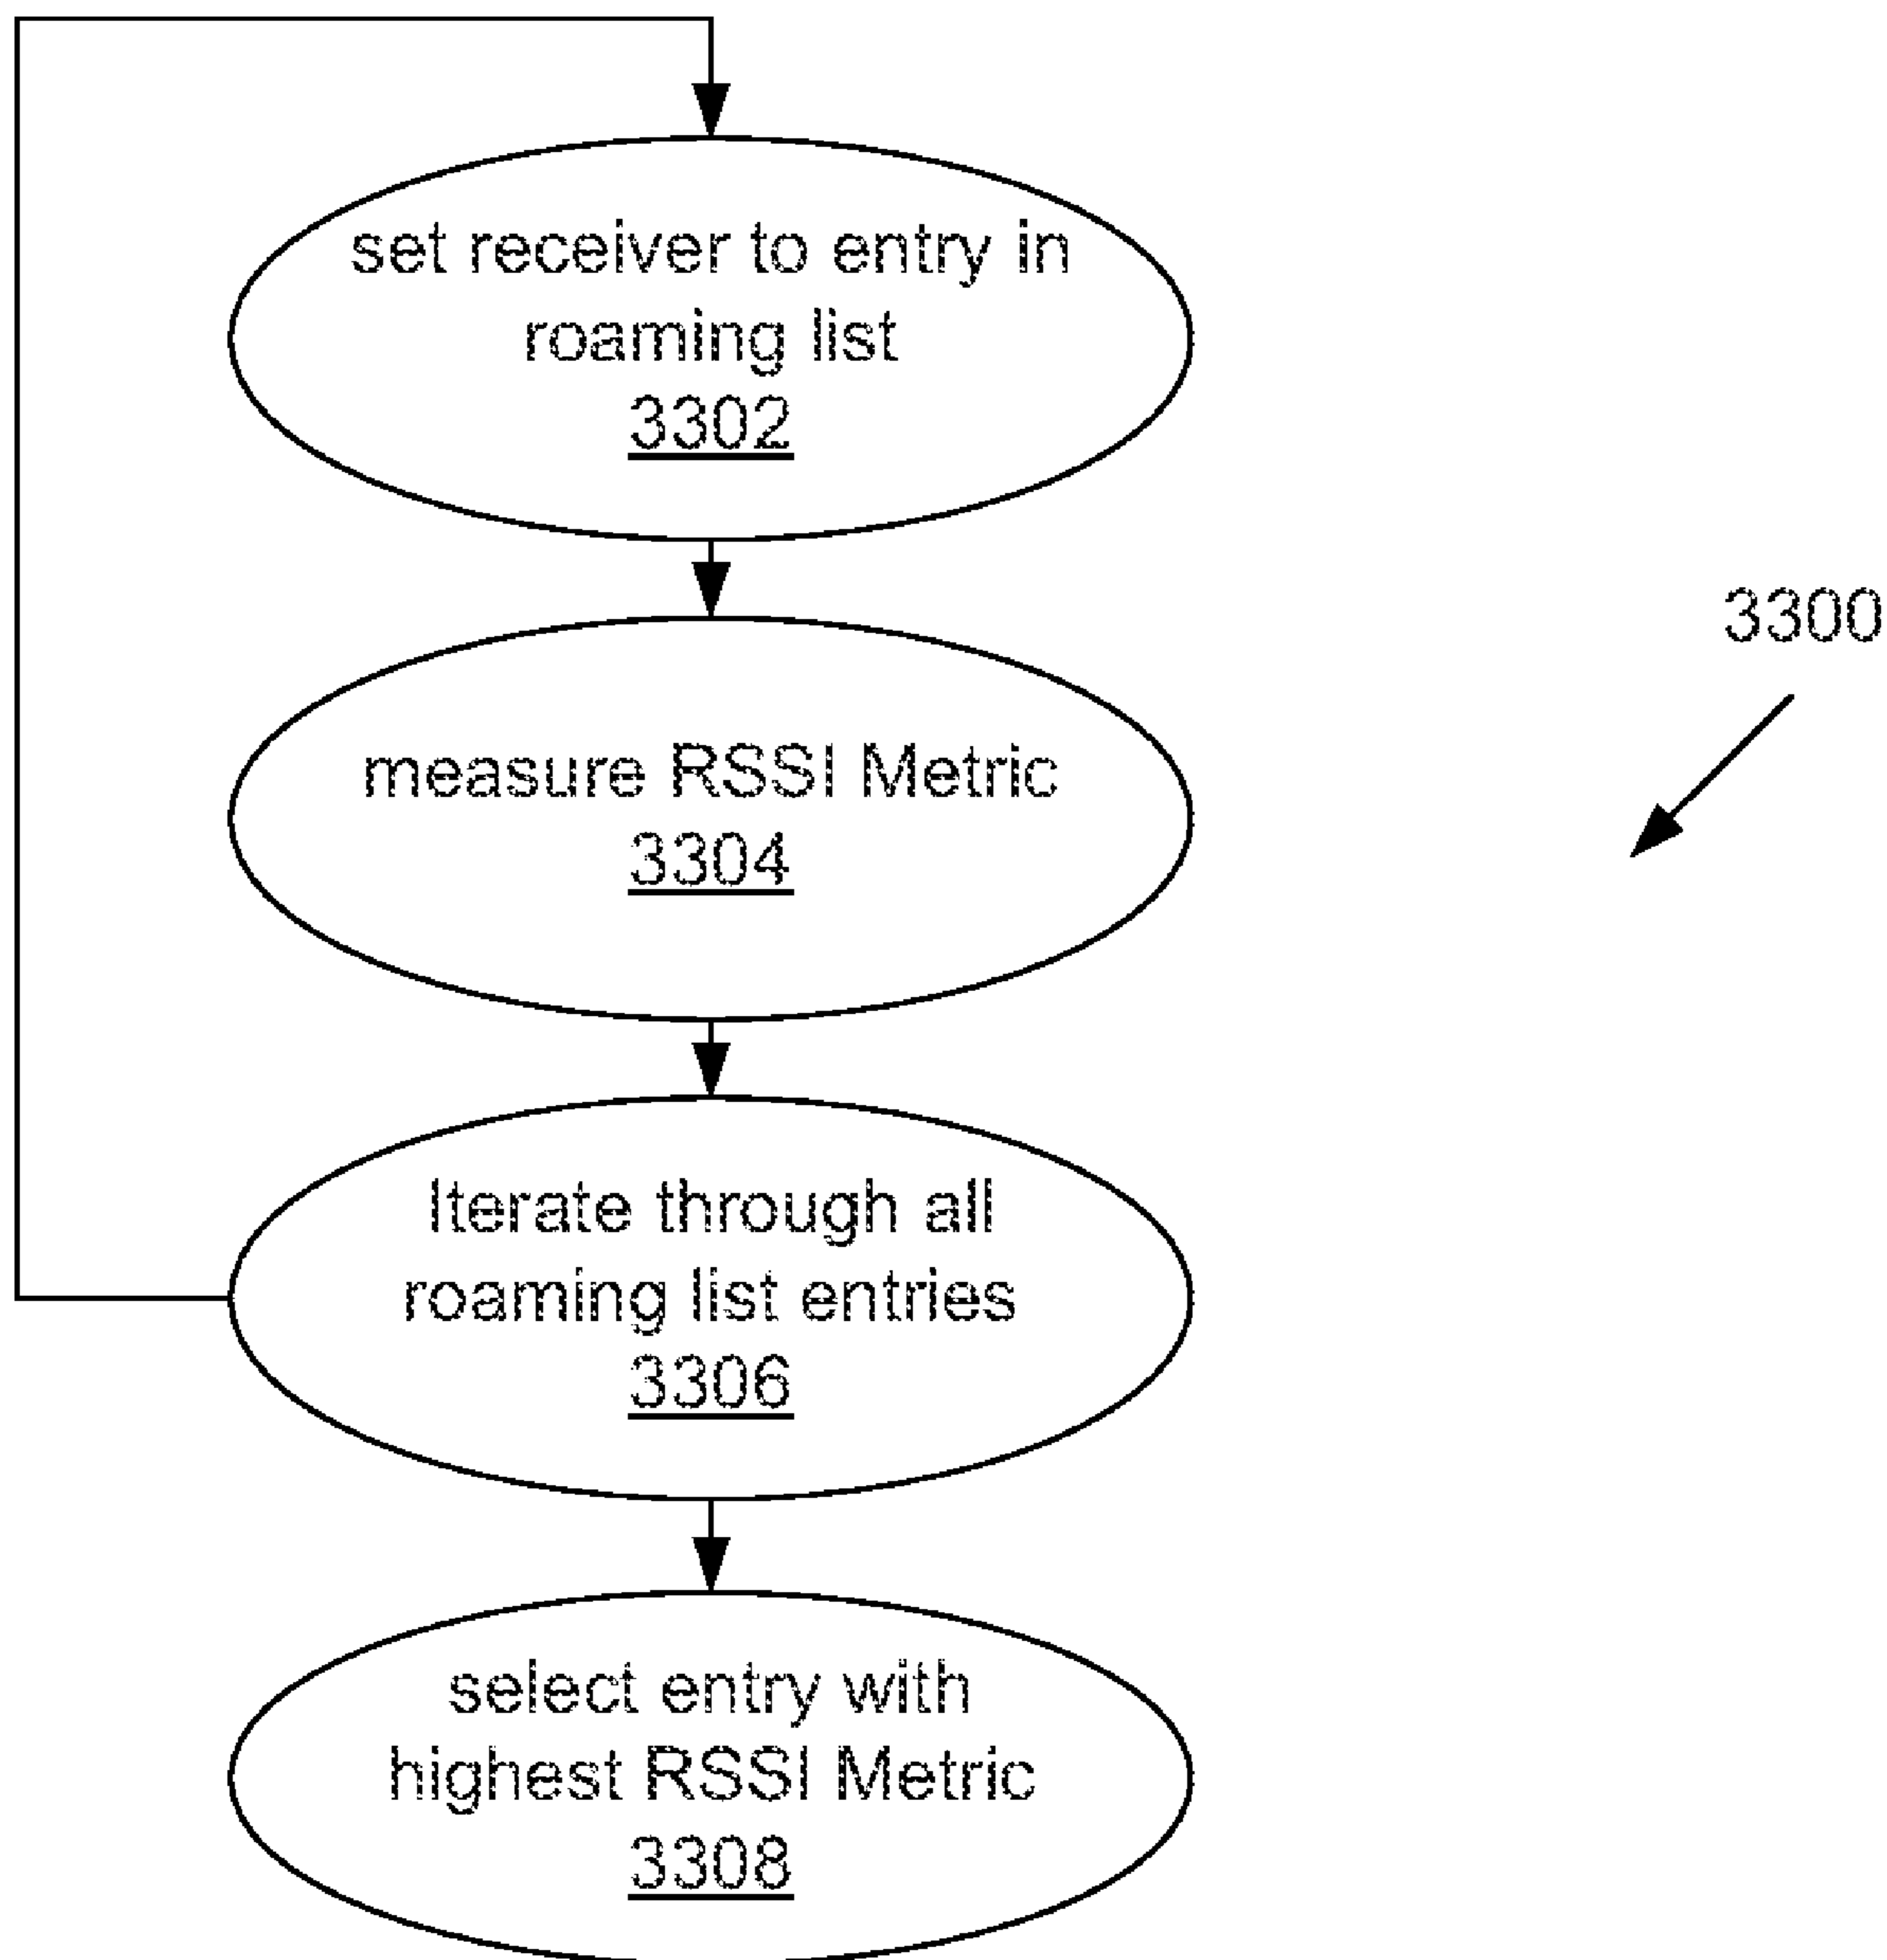 set receiver to entry in
roaming list
3302
3300
measure RSSI Metric
3304
Iterate through all
roaming list entries
3306
select entry with
highest RSSI Metric
3308